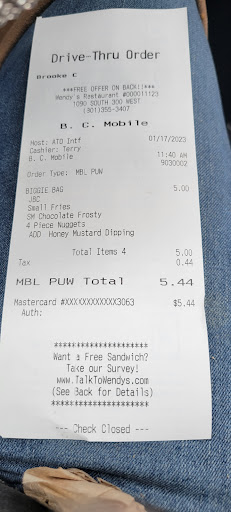 Drive-Thru Order
Brooke C
***FREE OFFER ON BACK!!***
Wendy's Restaurant #000011123
1090 SOUTH 300 WEST
(801)355-3407
B. C. Mobile
Host: ATO Intf 01/17/2023
Cashier: Terry
B. C. Mobile 11:40 AM
9030002
Order Type: MBL PUW
BIGGIE BAG 5.00
JBC
Small Fries
SM Chocolate Frosty
4 Piece Nuggets
ADD Honey Mustard Dipping
Total Items 4 5.00
Tax 0.44
MBL PUW Total 5.44
Mastercard #XXXXXXXXXXXX3063 $5.44
Auth:
*********************
Want a Free Sandwich?
Take our Survey!
www.TalkToWendys.com
(See Back for Details)
*********************
--- Check Closed ---